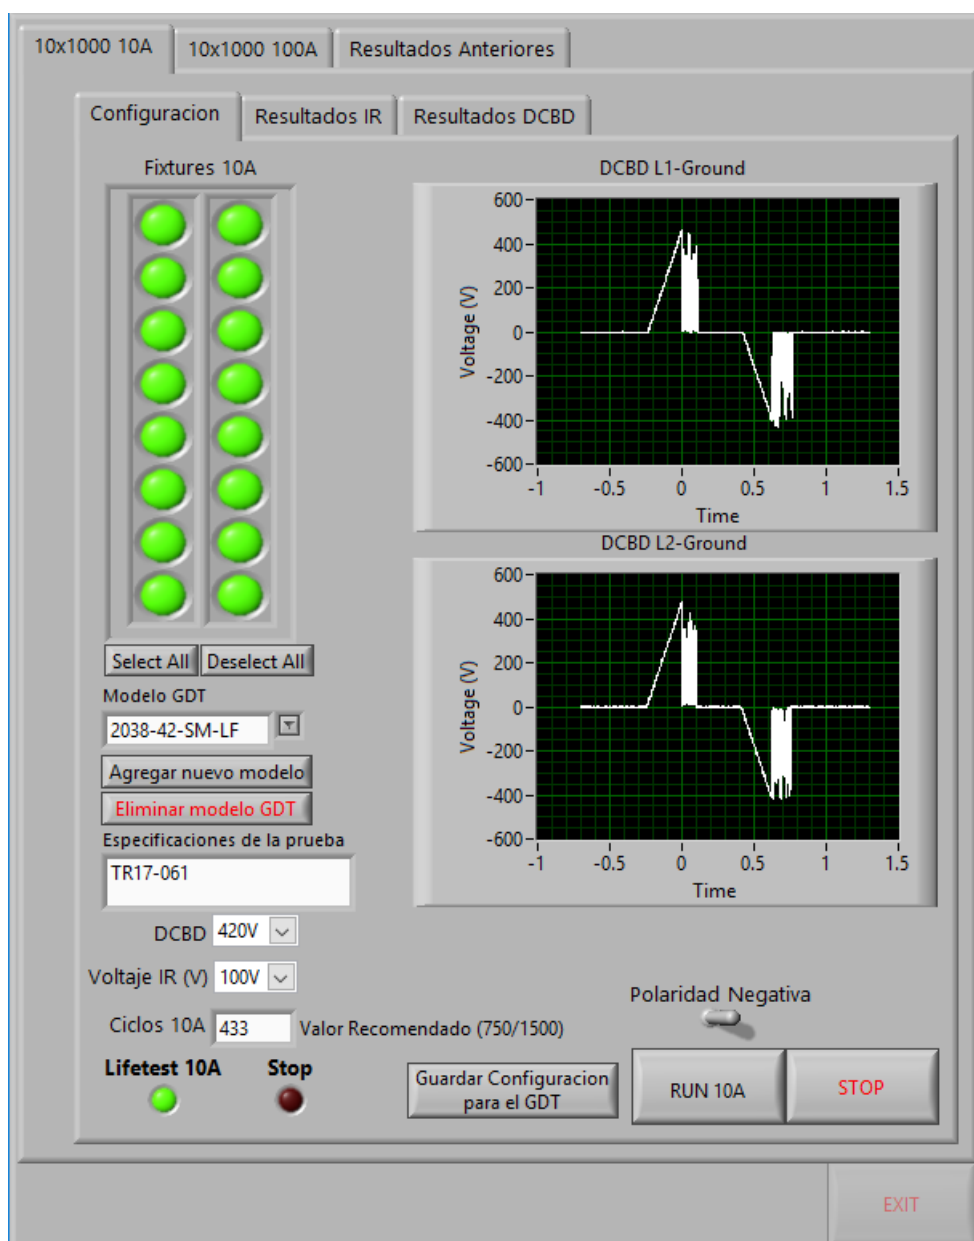 10x1000 10A
10x1000 100A
Resultados Anteriores
Configuracion
Resultados IR
Resultados DCBD
Fixtures 10A
Select All
Deselect All
Modelo GDT
2038-42-SM-LF
Agregar nuevo modelo
Eliminar modelo GDT
Especificaciones de la prueba
TR17-061
DCBD 420V
Voltaje IR (V) 100V
Ciclos 10A 433 Valor Recomendado (750/1500)
Lifetest 10A
Stop
DCBD L1-Ground
Voltage (V)
600
400
200
0
-200
-400
-600
-1 -0.5 0 0.5 1 1.5
Time
DCBD L2-Ground
Voltage (V)
600
400
200
0
-200
-400
-600
-1 -0.5 0 0.5 1 1.5
Time
Polaridad Negativa
Guardar Configuracion
para el GDT
RUN 10A
STOP
EXIT